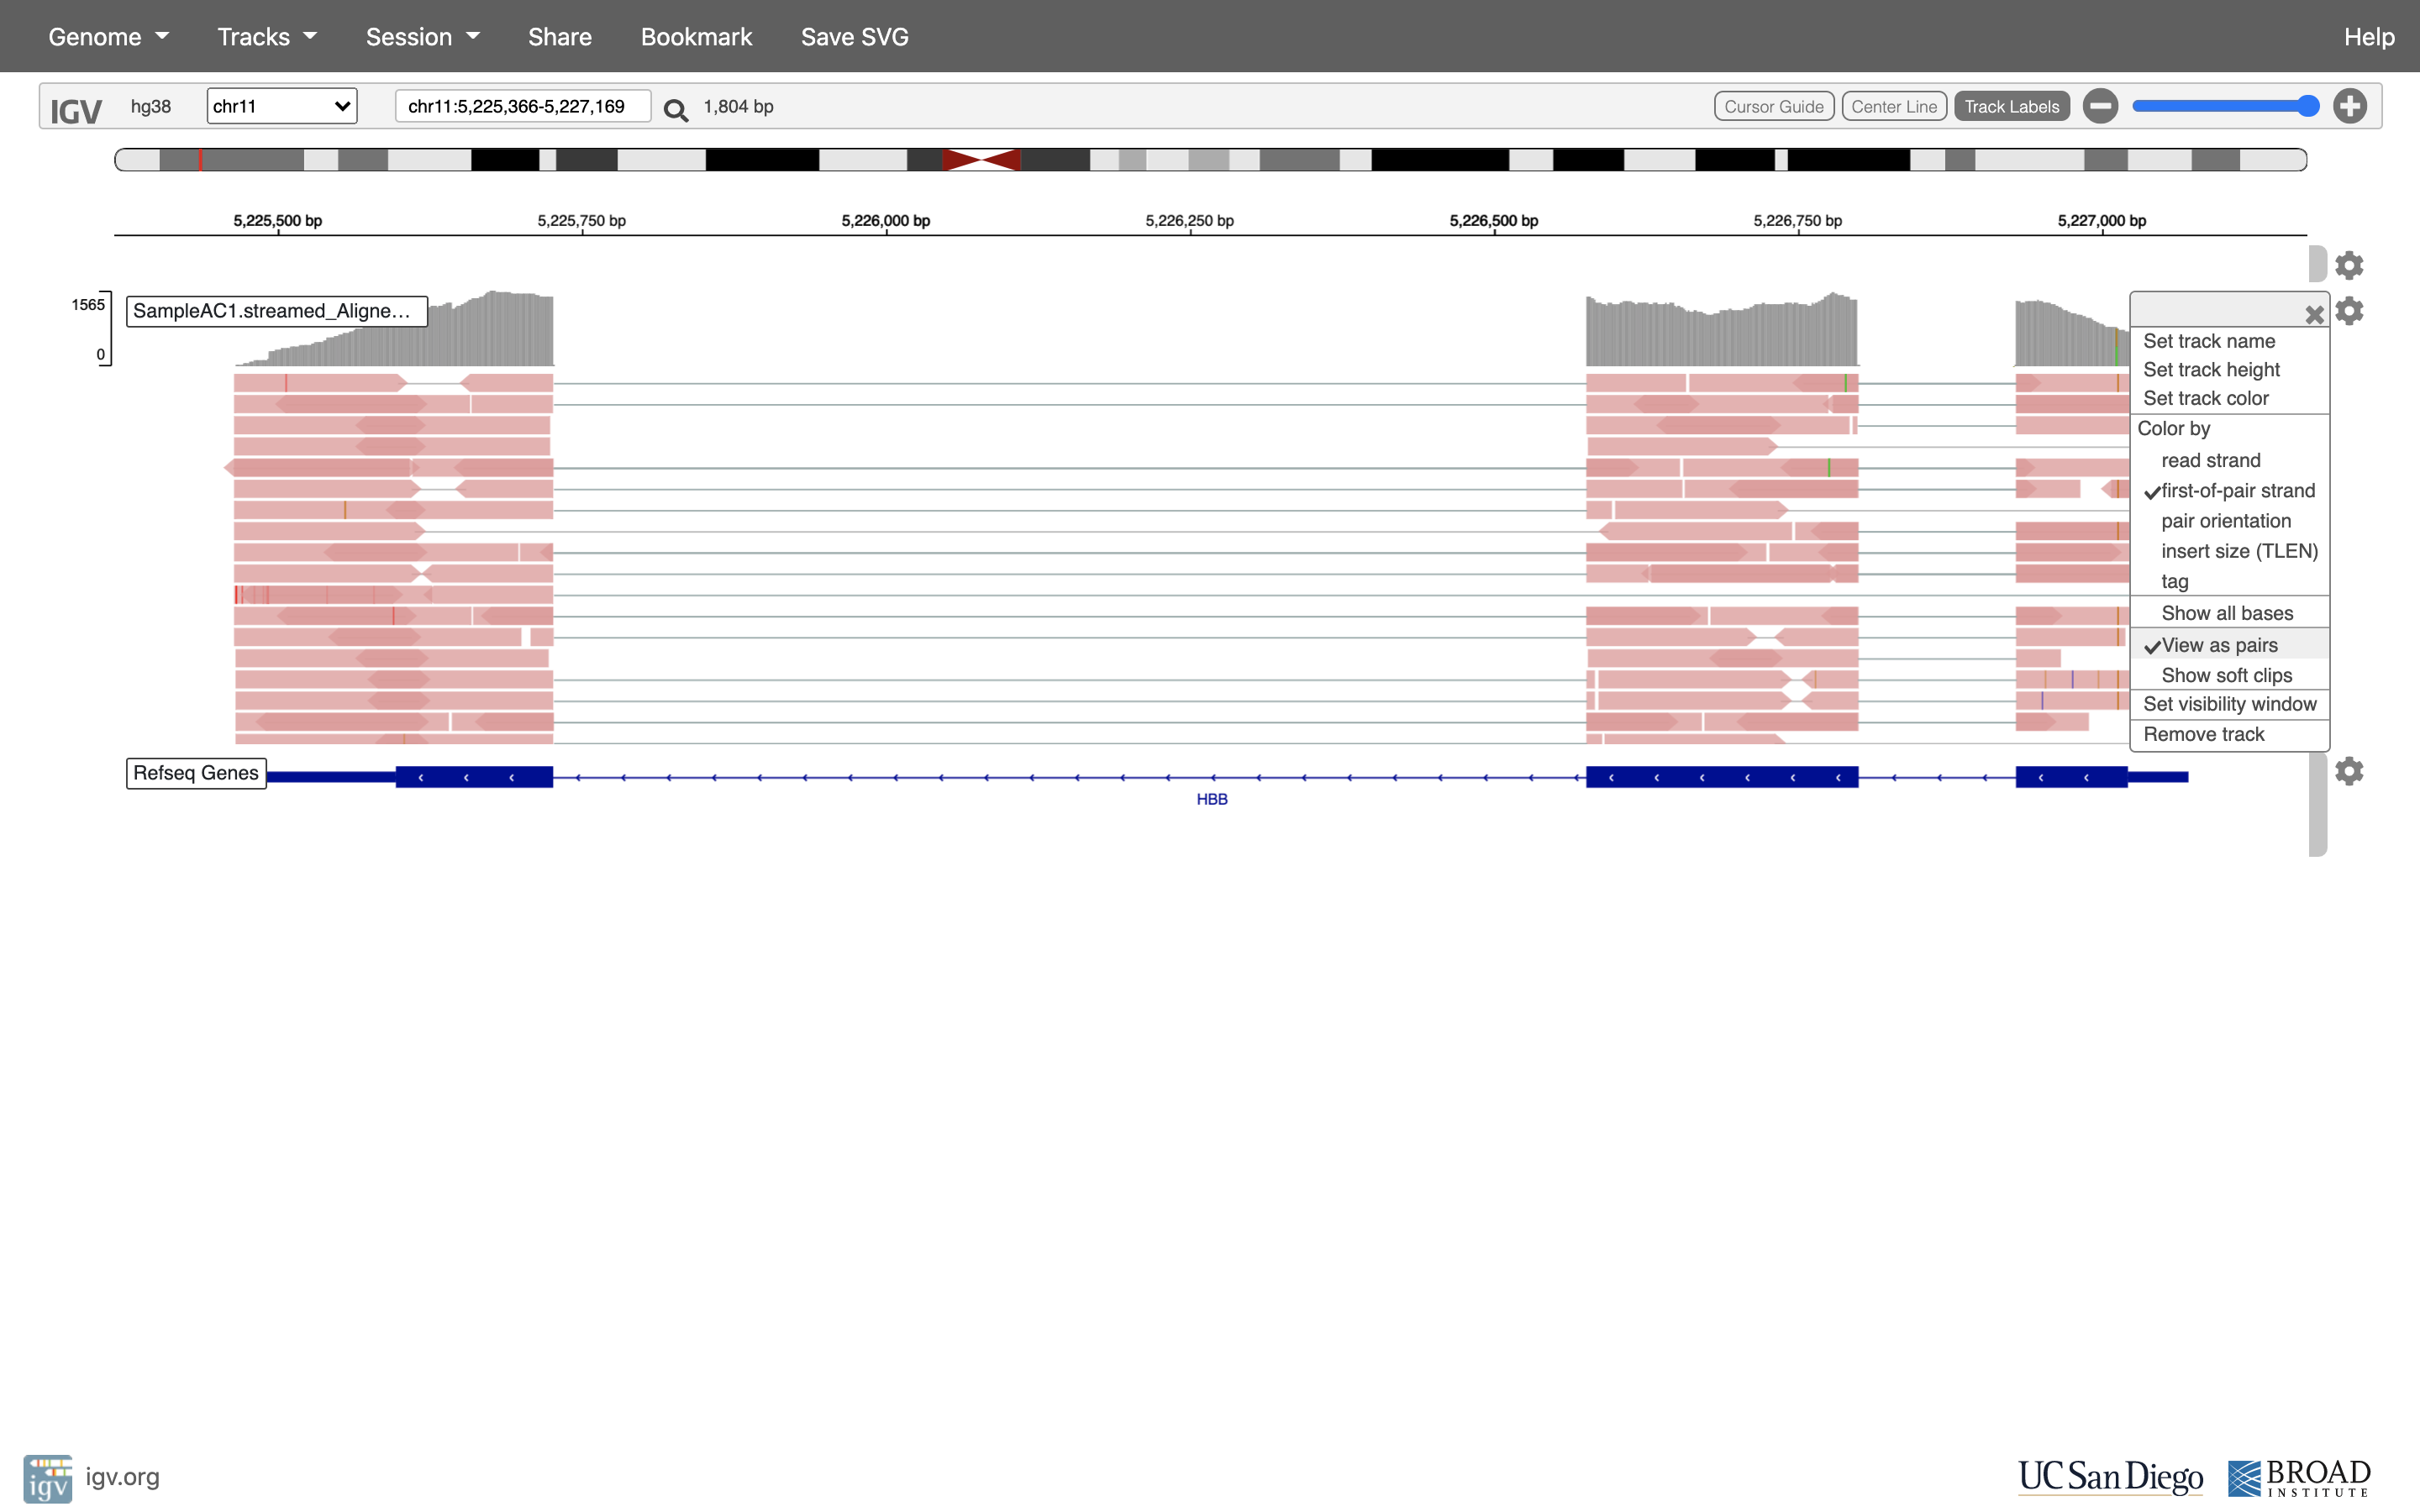 Genome Tracks Session Share Bookmark Save SVG Help
IGV hg38 chr11 chr11:5,225,366-5,227,169 1,804 bp Cursor Guide Center Line Track Labels
5,225,500 bp 5,225,750 bp 5,226,000 bp 5,226,250 bp 5,226,500 bp 5,226,750 bp 5,227,000 bp
1565
0
SampleAC1.streamed_Aligne...
Set track name
Set track height
Set track color
Color by
read strand
first-of-pair strand
pair orientation
insert size (TLEN)
tag
Show all bases
View as pairs
Show soft clips
Set visibility window
Remove track
Refseq Genes
HBB
igv igv.org
UC San Diego
BROAD
INSTITUTE